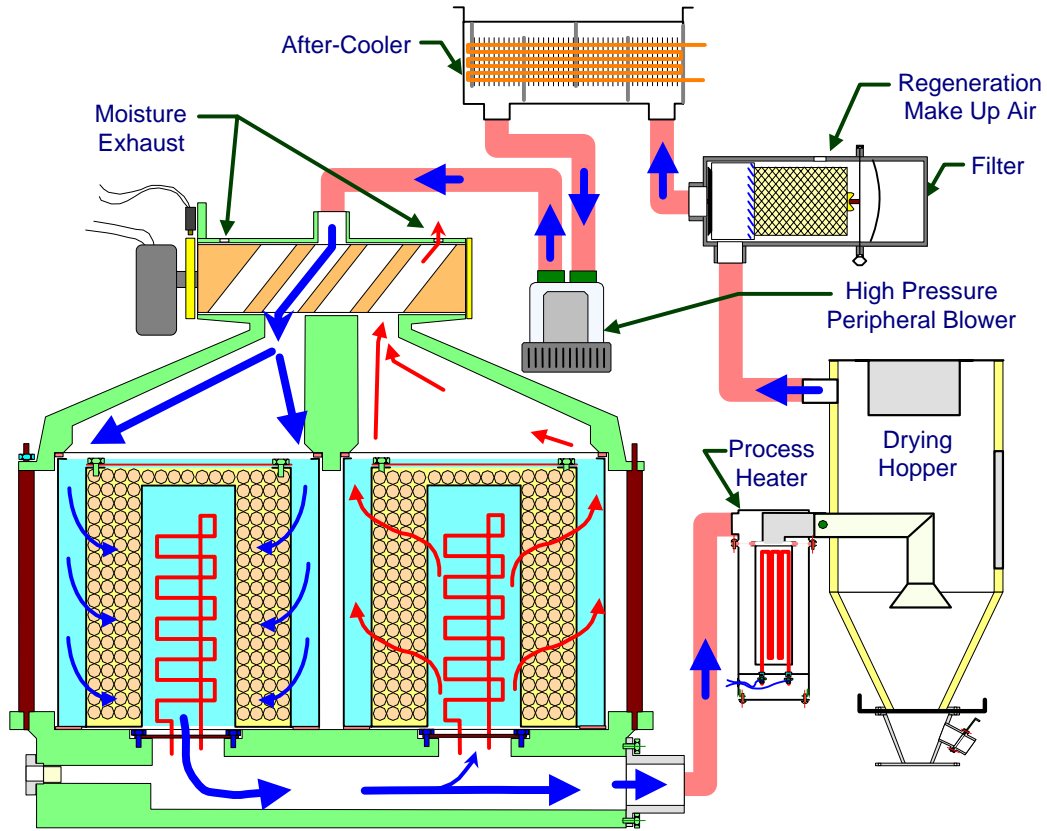 After-Cooler
Regeneration
Make Up Air
Moisture
Exhaust
Filter
High Pressure
Peripheral Blower
Process
Heater
Drying
Hopper